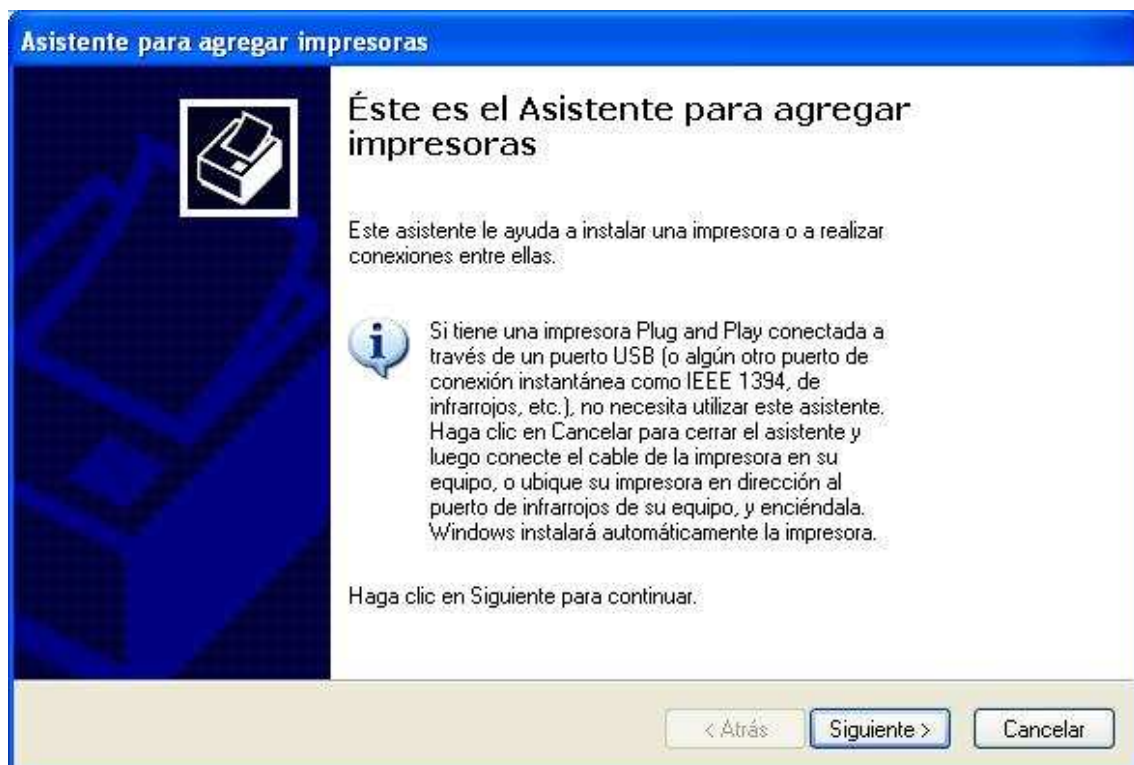 Asistente para agregar impresoras
Éste es el Asistente para agregar
impresoras
Este asistente le ayuda a instalar una impresora o a realizar
conexiones entre ellas.
Si tiene una impresora Plug and Play conectada a
través de un puerto USB (o algún otro puerto de
conexión instantánea como IEEE 1394, de
infrarrojos, etc.), no necesita utilizar este asistente.
Haga clic en Cancelar para cerrar el asistente y
luego conecte el cable de la impresora en su
equipo, o ubique su impresora en dirección al
puerto de infrarrojos de su equipo, y enciéndala.
Windows instalará automáticamente la impresora.
Haga clic en Siguiente para continuar.
< Atrás Siguiente > Cancelar